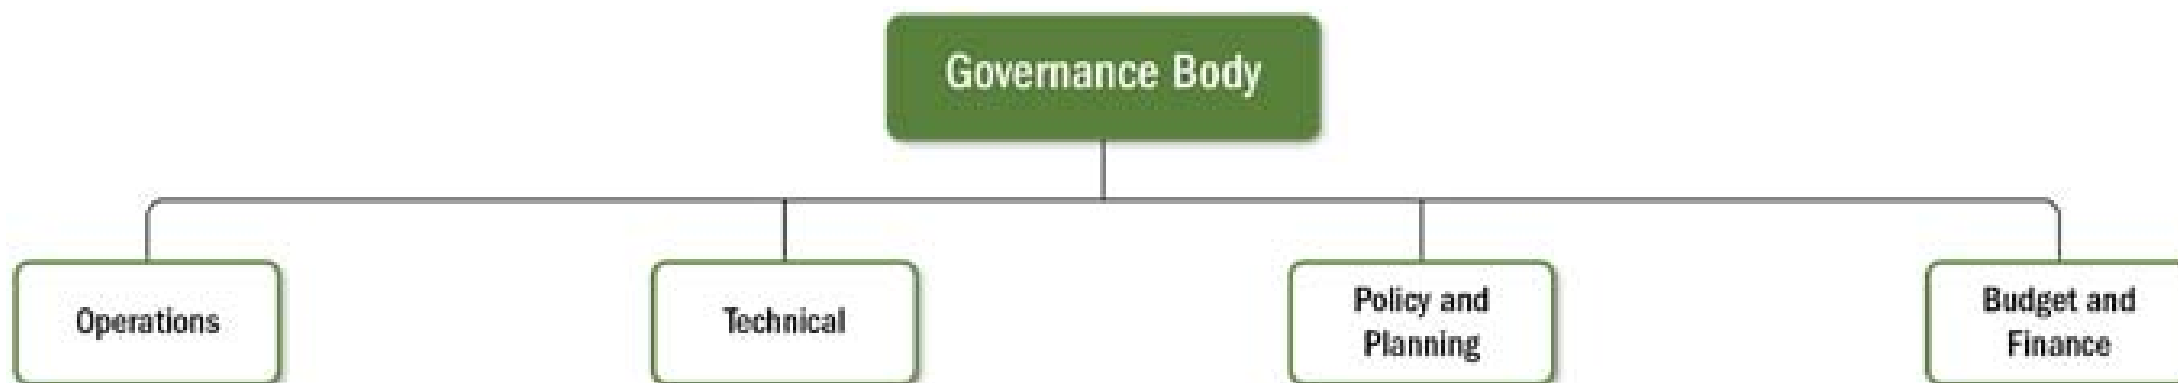 Governance Body
Operations
Technical
Policy and
Planning
Budget and
Finance